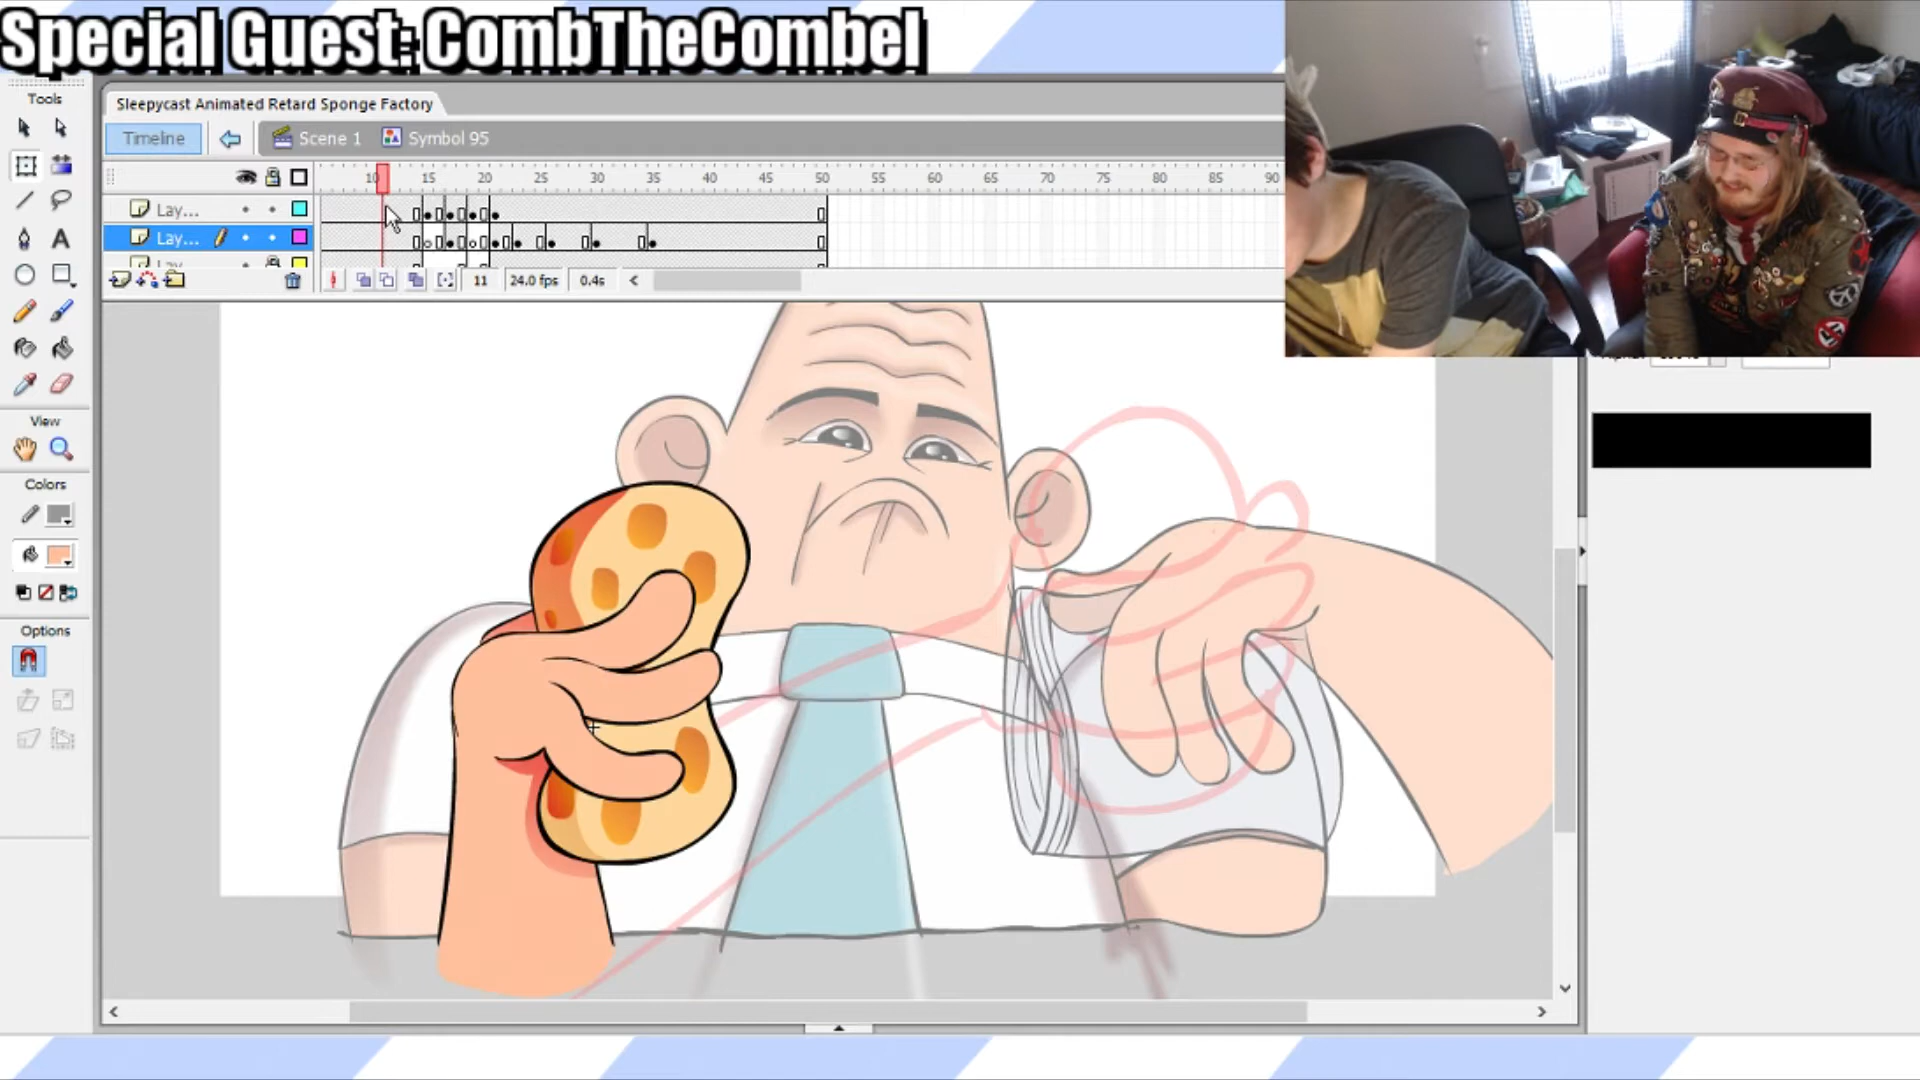 Special Guest: CombTheCombel
Tools
Sleepycast Animated Retard Sponge Factory
Timeline
Scene 1
Symbol 95
10 15 20 25 30 35 40 45 50 55 60 65 70 75 80 85 90
Lay...
Lay...
11 24.0 fps 0.4s
View
Colors
Options